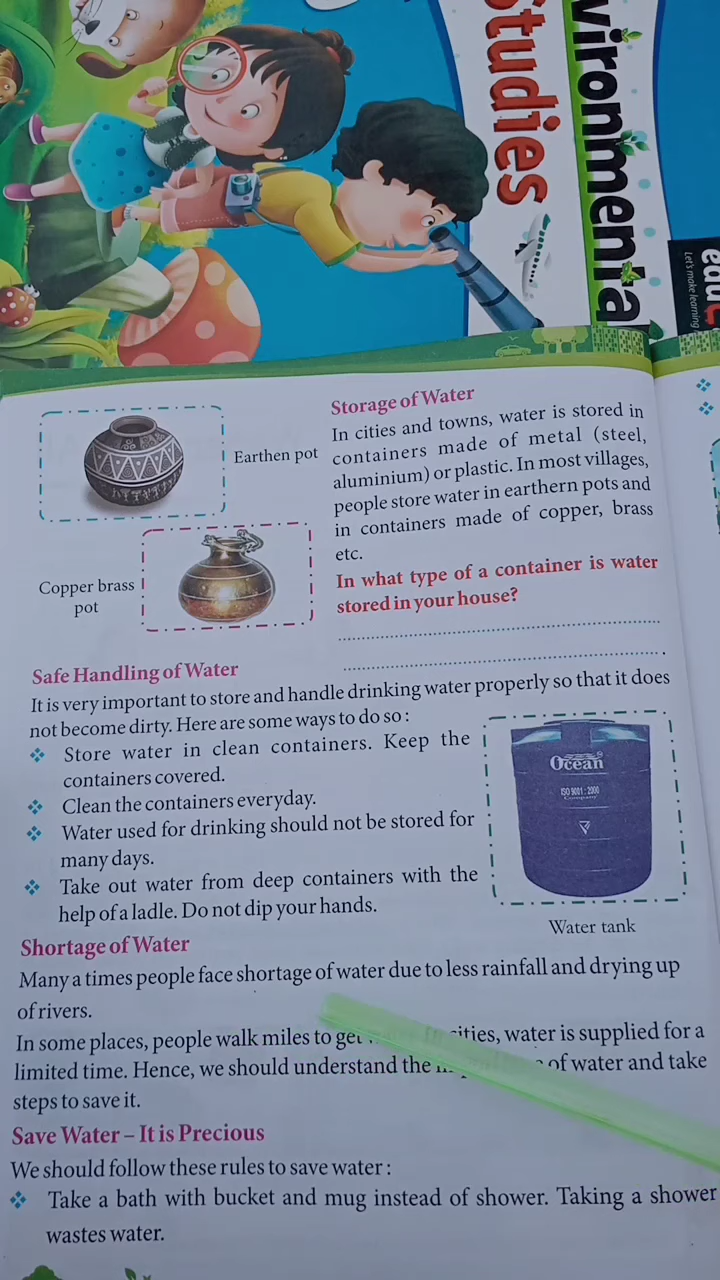 Studies
vironmenta
edu
Let's make learning
Storage of Water
In cities and towns, water is stored in
containers made of metal (steel,
aluminium) or plastic. In most villages,
people store water in earthern pots and
in containers made of copper, brass
etc.
Earthen pot
Copper brass
pot
In what type of a container is water
stored in your house?
Safe Handling of Water
It is very important to store and handle drinking water properly so that it does
not become dirty. Here are some ways to do so :
❖ Store water in clean containers. Keep the
containers covered.
❖ Clean the containers everyday.
❖ Water used for drinking should not be stored for
many days.
❖ Take out water from deep containers with the
help of a ladle. Do not dip your hands.
Ocean
ISO 9001 : 2000
Water tank
Shortage of Water
Many a times people face shortage of water due to less rainfall and drying up
of rivers.
In some places, people walk miles to get cities, water is supplied for a
limited time. Hence, we should understand the of water and take
steps to save it.
Save Water – It is Precious
We should follow these rules to save water :
❖ Take a bath with bucket and mug instead of shower. Taking a shower
wastes water.